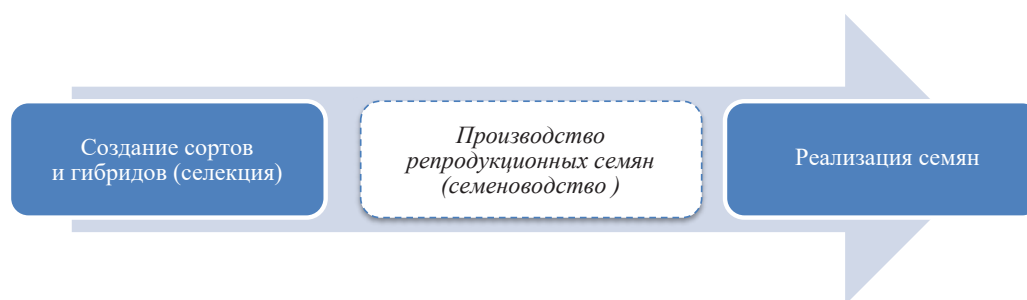 Создание сортов
и гибридов (селекция)
Производство
репродукционных семян
(семеноводство )
Реализация семян